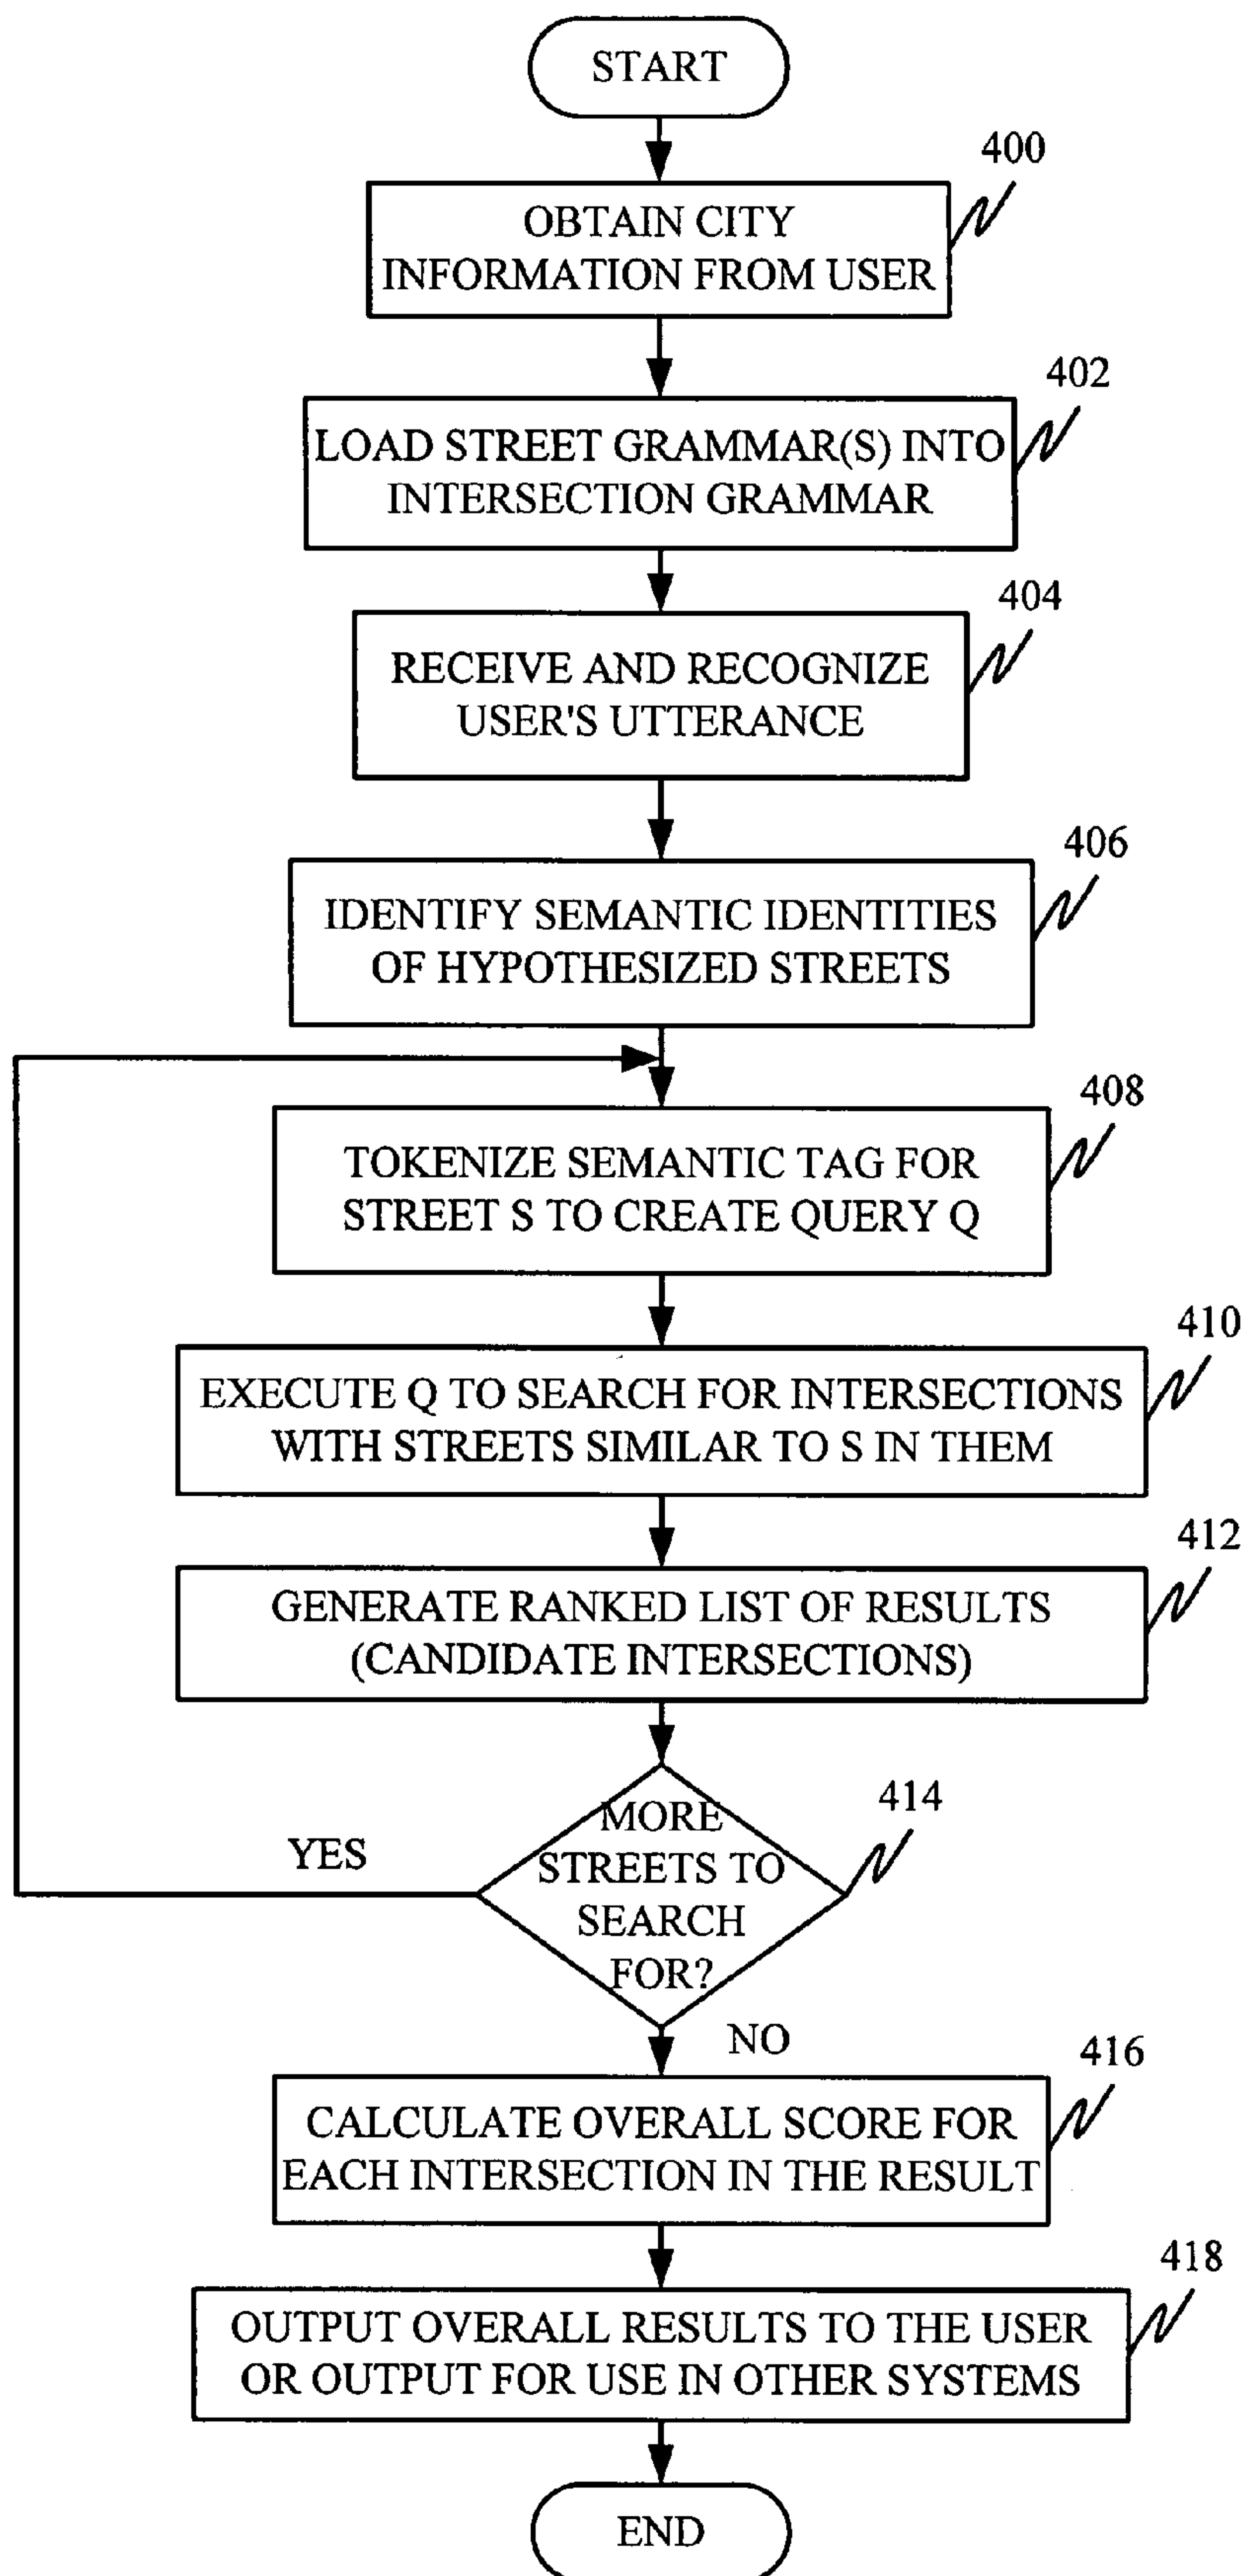 START
400
OBTAIN CITY
INFORMATION FROM USER
402
LOAD STREET GRAMMAR(S) INTO
INTERSECTION GRAMMAR
404
RECEIVE AND RECOGNIZE
USER'S UTTERANCE
406
IDENTIFY SEMANTIC IDENTITIES
OF HYPOTHESIZED STREETS
408
TOKENIZE SEMANTIC TAG FOR
STREET S TO CREATE QUERY Q
410
EXECUTE Q TO SEARCH FOR INTERSECTIONS
WITH STREETS SIMILAR TO S IN THEM
412
GENERATE RANKED LIST OF RESULTS
(CANDIDATE INTERSECTIONS)
414
MORE
STREETS TO
SEARCH
FOR?
YES
NO
416
CALCULATE OVERALL SCORE FOR
EACH INTERSECTION IN THE RESULT
418
OUTPUT OVERALL RESULTS TO THE USER
OR OUTPUT FOR USE IN OTHER SYSTEMS
END